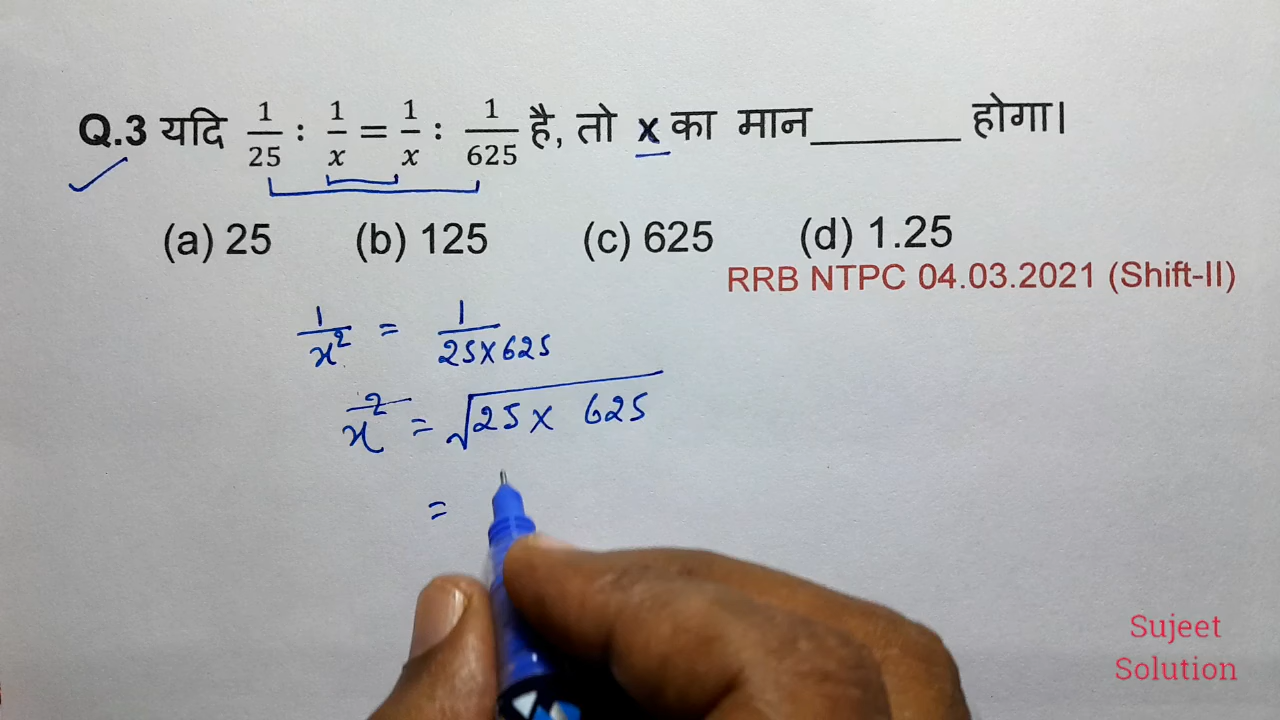 Q.3 यदि 1/25 : 1/x = 1/x : 1/625 है, तो x का मान______ होगा।
(a) 25 (b) 125 (c) 625 (d) 1.25
RRB NTPC 04.03.2021 (Shift-II)
1/x² = 1/25×625
x² = √25× 625
=
Sujeet
Solution